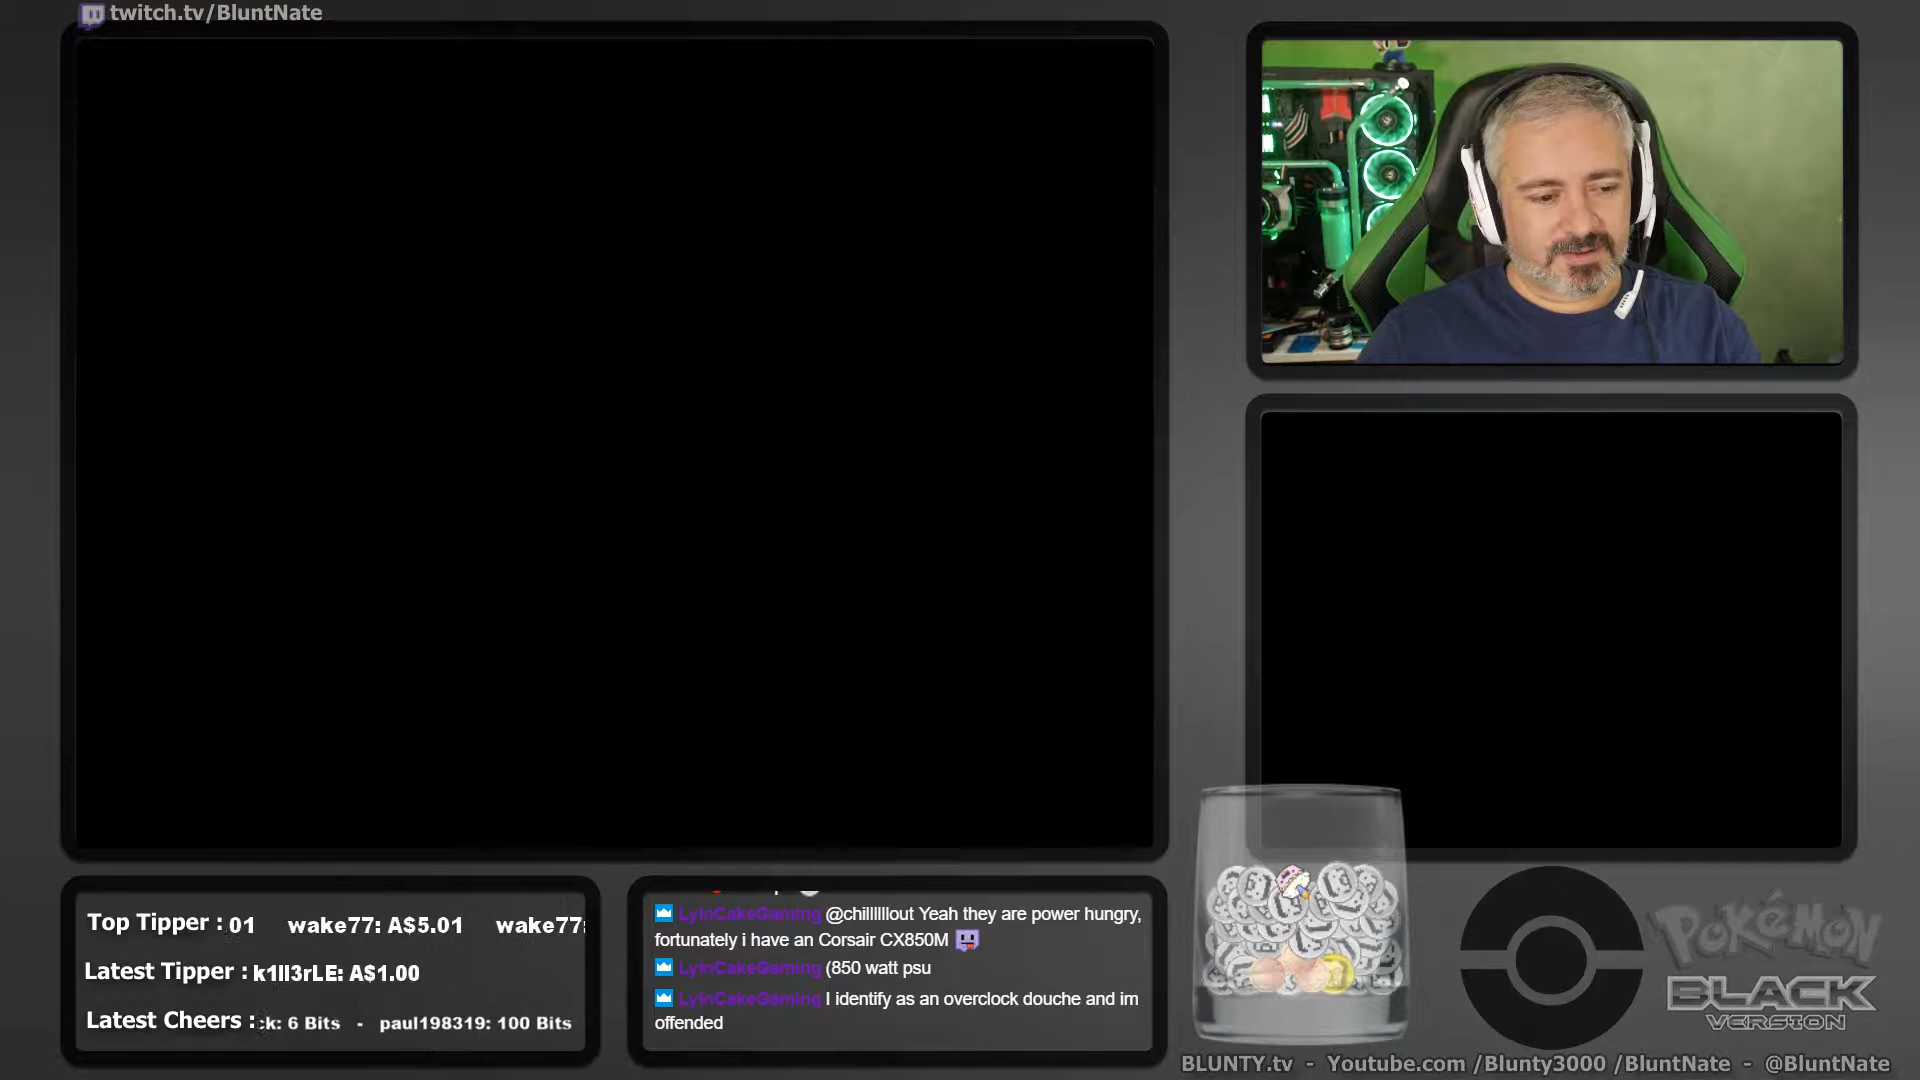 twitch.tv/BluntNate
Top Tipper : 01 wake77: A$5.01 wake77:
Latest Tipper : k1ll3rLE: A$1.00
Latest Cheers : ck: 6 Bits - paul198319: 100 Bits
LyinCakeGaming @chillllllout Yeah they are power hungry,
fortunately i have an Corsair CX850M
LyinCakeGaming (850 watt psu
LyinCakeGaming I identify as an overclock douche and im
offended
POKéMON
BLACK
VERSION
BLUNTY.tv - Youtube.com /Blunty3000 /BluntNate - @BluntNate